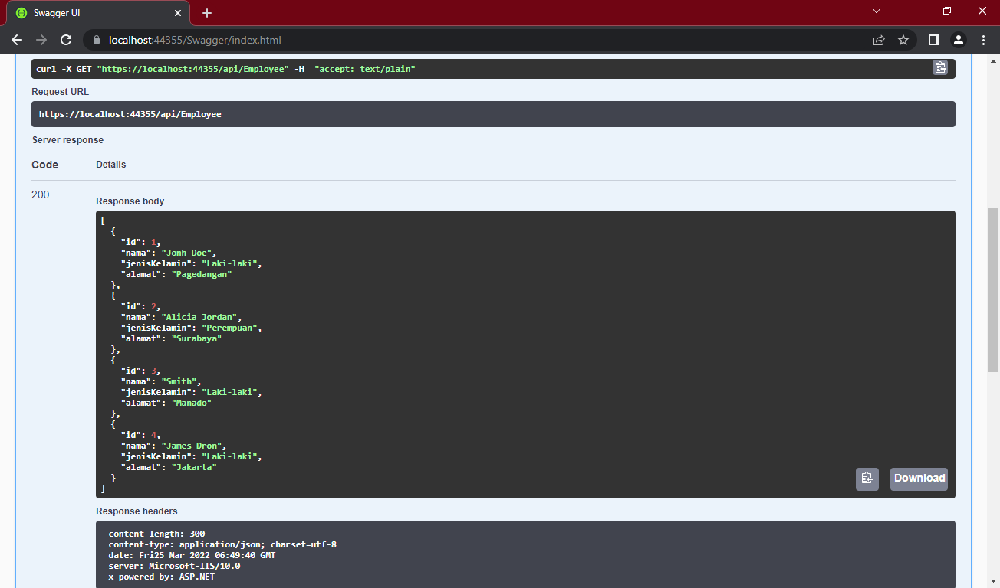 Swagger UI
localhost:44355/Swagger/index.html
curl -X GET "https://localhost:44355/api/Employee" -H  "accept: text/plain"
Request URL
https://localhost:44355/api/Employee
Server response
Code Details
200
Response body
[
  {
    "id": 1,
    "nama": "Jonh Doe",
    "jenisKelamin": "Laki-laki",
    "alamat": "Pagedangan"
  },
  {
    "id": 2,
    "nama": "Alicia Jordan",
    "jenisKelamin": "Perempuan",
    "alamat": "Surabaya"
  },
  {
    "id": 3,
    "nama": "Smith",
    "jenisKelamin": "Laki-laki",
    "alamat": "Manado"
  },
  {
    "id": 4,
    "nama": "James Dron",
    "jenisKelamin": "Laki-laki",
    "alamat": "Jakarta"
  }
]
Download
Response headers
content-length: 300
content-type: application/json; charset=utf-8
date: Fri25 Mar 2022 06:49:40 GMT
server: Microsoft-IIS/10.0
x-powered-by: ASP.NET